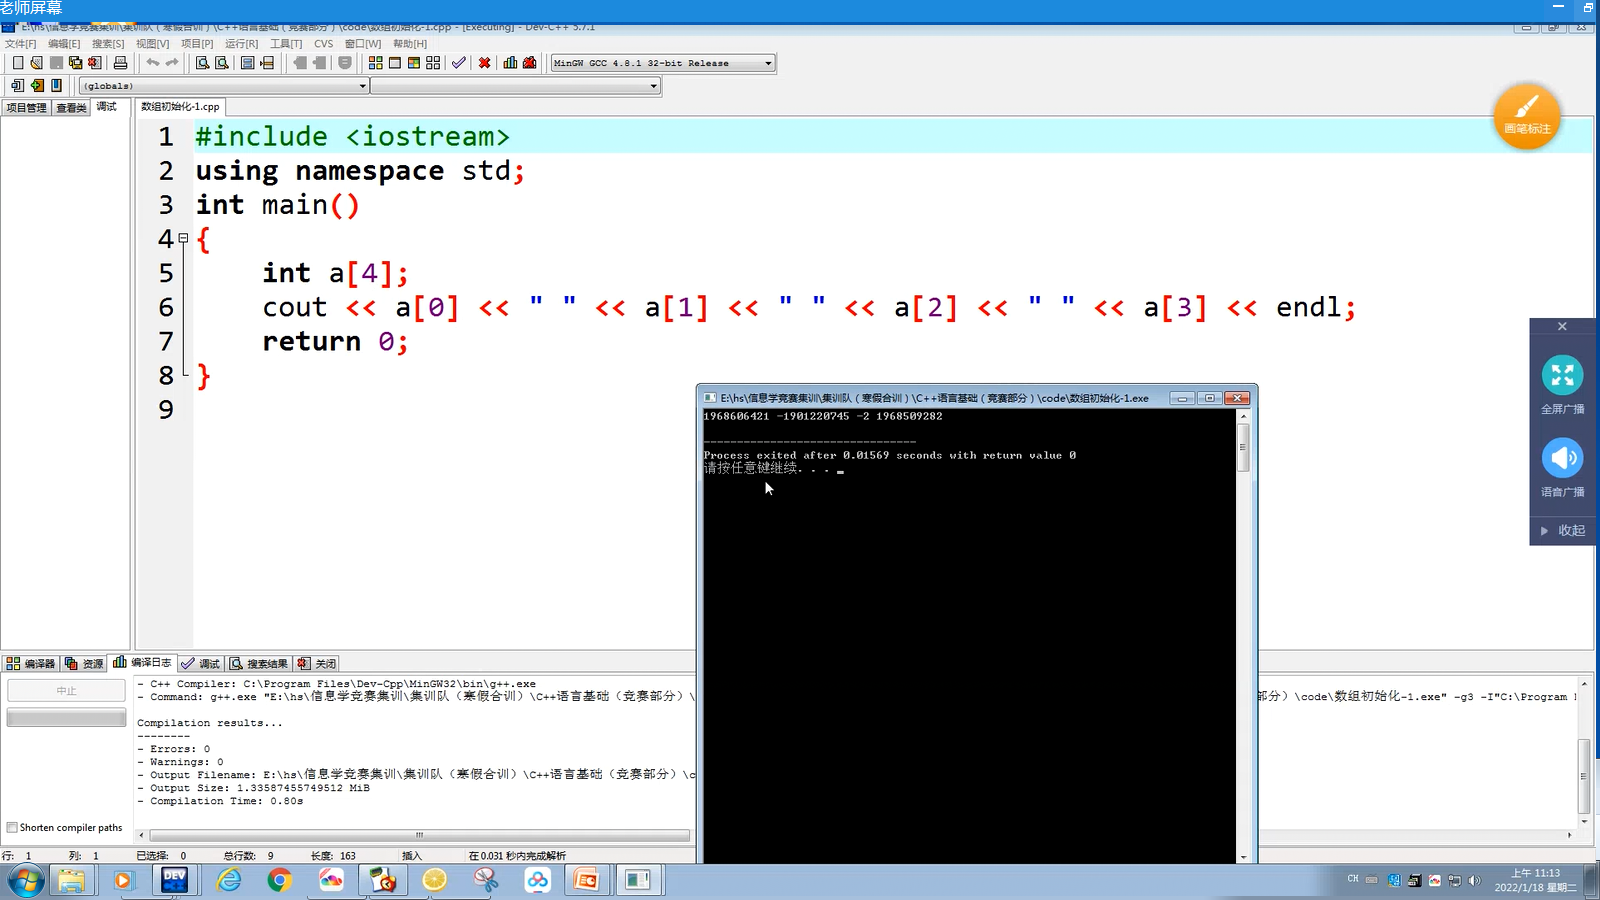 老师屏幕
E:\hs\信息学竞赛集训\集训队（寒假合训）\C++语言基础（竞赛部分）\code\数组初始化-1.cpp - [Executing] - Dev-C++ 5.7.1
文件[F] 编辑[E] 搜索[S] 视图[V] 项目[P] 运行[R] 工具[T] CVS 窗口[W] 帮助[H]
MinGW GCC 4.8.1 32-bit Release
(globals)
项目管理 查看类 调试 数组初始化-1.cpp
画笔标注
1 #include <iostream>
2 using namespace std;
3 int main()
4 {
5 int a[4];
6 cout << a[0] << " " << a[1] << " " << a[2] << " " << a[3] << endl;
7 return 0;
8 }
9
E:\hs\信息学竞赛集训\集训队（寒假合训）\C++语言基础（竞赛部分）\code\数组初始化-1.exe
1968606421 -1901220745 -2 1968509282
--------------------------------
Process exited after 0.01569 seconds with return value 0
请按任意键继续. . .
全屏广播
语音广播
收起
编译器 资源 编译日志 调试 搜索结果 关闭
中止
- C++ Compiler: C:\Program Files\Dev-Cpp\MinGW32\bin\g++.exe
- Command: g++.exe "E:\hs\信息学竞赛集训\集训队（寒假合训）\C++语言基础（竞赛部分）\
部分）\code\数组初始化-1.exe" -g3 -I"C:\Program
Compilation results...
--------
- Errors: 0
- Warnings: 0
- Output Filename: E:\hs\信息学竞赛集训\集训队（寒假合训）\C++语言基础（竞赛部分）\c
- Output Size: 1.33587455749512 MiB
- Compilation Time: 0.80s
Shorten compiler paths
行: 1 列: 1 已选择: 0 总行数: 9 长度: 163 插入 在 0.031 秒内完成解析
DEV
CH
上午 11:13
2022/1/18 星期二